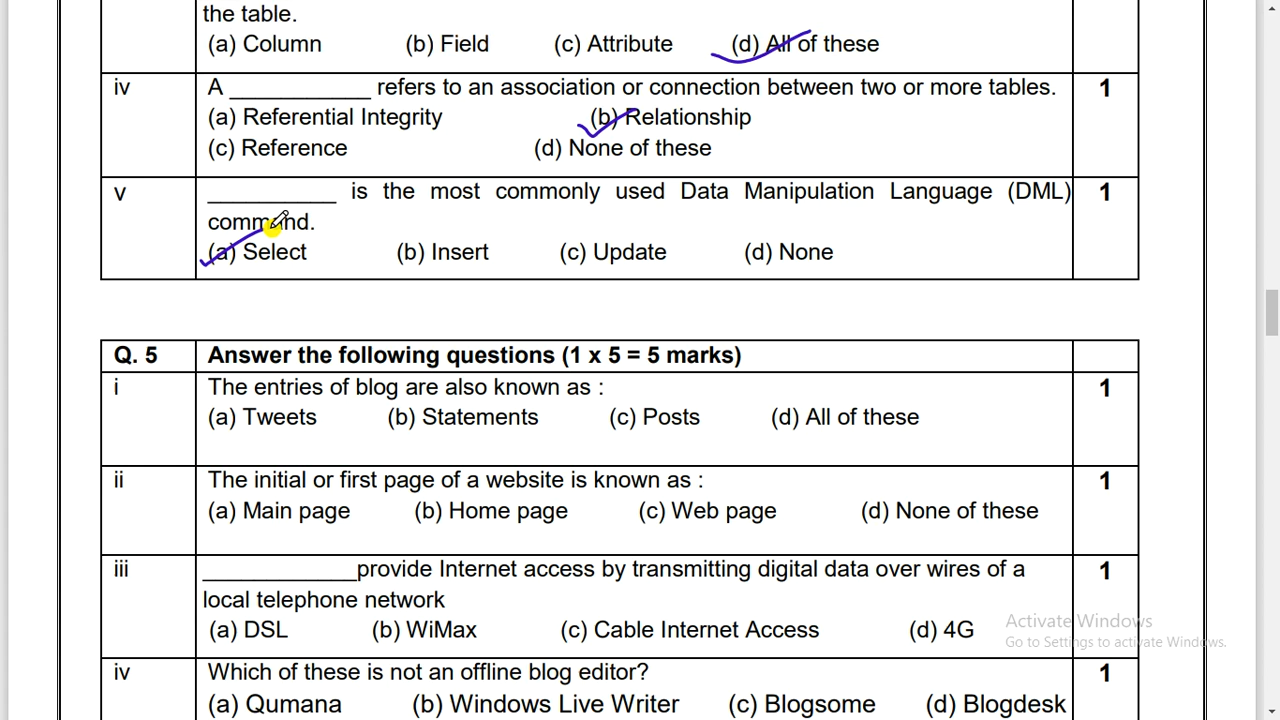 the table.
(a) Column (b) Field (c) Attribute (d) All of these
iv A ___________ refers to an association or connection between two or more tables. 1
(a) Referential Integrity (b) Relationship
(c) Reference (d) None of these
v __________ is the most commonly used Data Manipulation Language (DML) 1
command.
(a) Select (b) Insert (c) Update (d) None
Q. 5 Answer the following questions (1 x 5 = 5 marks)
i The entries of blog are also known as : 1
(a) Tweets (b) Statements (c) Posts (d) All of these
ii The initial or first page of a website is known as : 1
(a) Main page (b) Home page (c) Web page (d) None of these
iii ____________provide Internet access by transmitting digital data over wires of a 1
local telephone network
(a) DSL (b) WiMax (c) Cable Internet Access (d) 4G
Activate Windows
Go to Settings to activate Windows.
iv Which of these is not an offline blog editor? 1
(a) Qumana (b) Windows Live Writer (c) Blogsome (d) Blogdesk